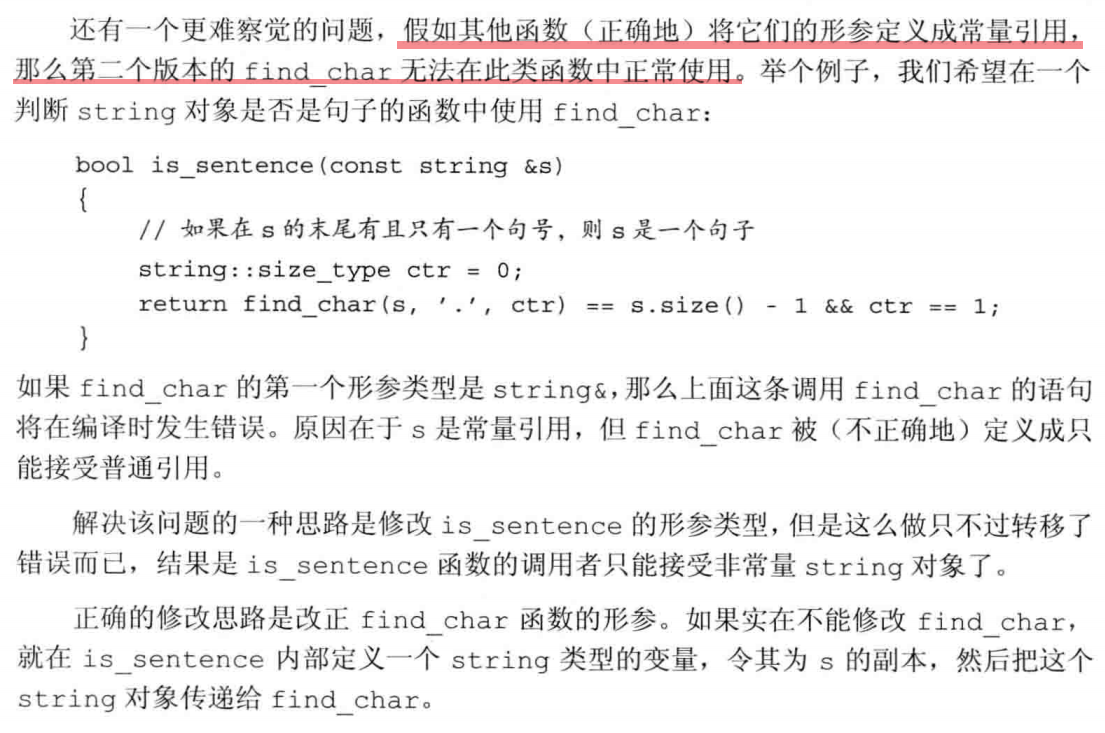 还有一个更难察觉的问题，假如其他函数（正确地）将它们的形参定义成常量引用，
那么第二个版本的 find_char 无法在此类函数中正常使用。举个例子，我们希望在一个
判断 string 对象是否是句子的函数中使用 find_char：
bool is_sentence(const string &s)
{
// 如果在 s 的末尾有且只有一个句号，则 s 是一个句子
string::size_type ctr = 0;
return find_char(s, '.', ctr) == s.size() - 1 && ctr == 1;
}
如果 find_char 的第一个形参类型是 string&，那么上面这条调用 find_char 的语句
将在编译时发生错误。原因在于 s 是常量引用，但 find_char 被（不正确地）定义成只
能接受普通引用。
解决该问题的一种思路是修改 is_sentence 的形参类型，但是这么做只不过转移了
错误而已，结果是 is_sentence 函数的调用者只能接受非常量 string 对象了。
正确的修改思路是改正 find_char 函数的形参。如果实在不能修改 find_char，
就在 is_sentence 内部定义一个 string 类型的变量，令其为 s 的副本，然后把这个
string 对象传递给 find_char。